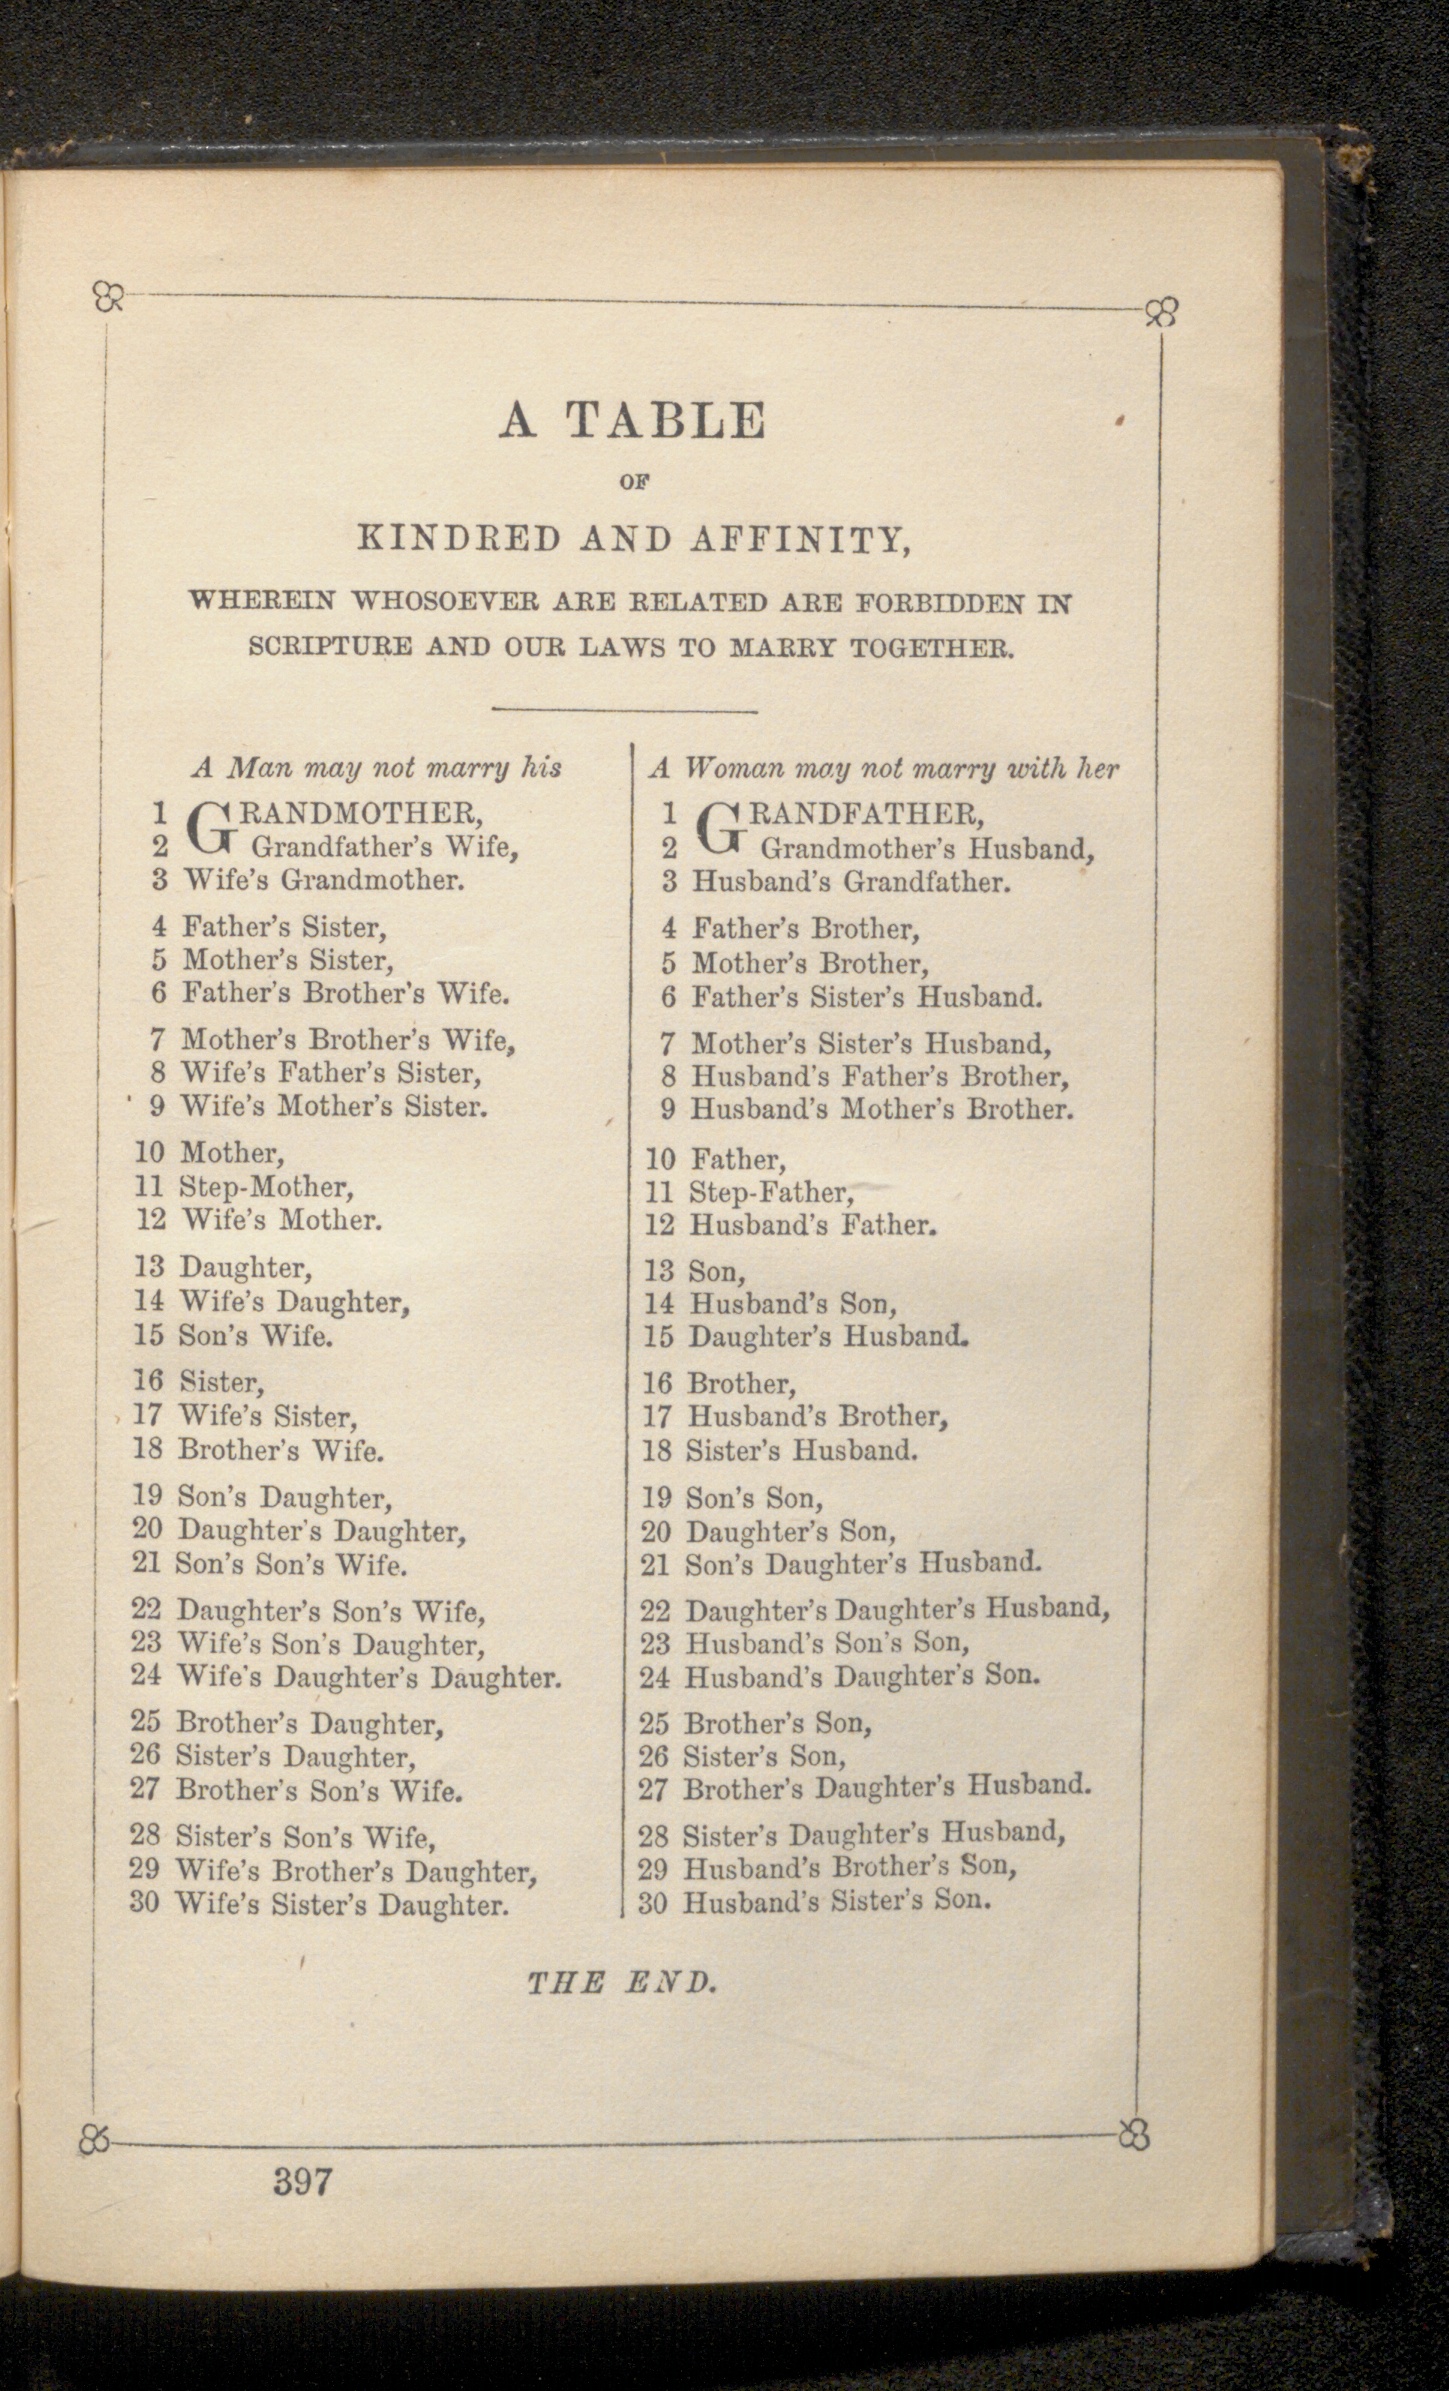 A TABLE
OF
KINDRED AND AFFINITY,
WHEREIN WHOSOEVER ARE RELATED ARE FORBIDDEN IN
SCRIPTURE AND OUR LAWS TO MARRY TOGETHER.
A Man may not marry his
1 GRANDMOTHER,
2 Grandfather's Wife,
3 Wife's Grandmother.
4 Father's Sister,
5 Mother's Sister,
6 Father's Brother's Wife.
7 Mother's Brother's Wife,
8 Wife's Father's Sister,
9 Wife's Mother's Sister.
10 Mother,
11 Step-Mother,
12 Wife's Mother.
13 Daughter,
14 Wife's Daughter,
15 Son's Wife.
16 Sister,
17 Wife's Sister,
18 Brother's Wife.
19 Son's Daughter,
20 Daughter's Daughter,
21 Son's Son's Wife.
22 Daughter's Son's Wife,
23 Wife's Son's Daughter,
24 Wife's Daughter's Daughter.
25 Brother's Daughter,
26 Sister's Daughter,
27 Brother's Son's Wife.
28 Sister's Son's Wife,
29 Wife's Brother's Daughter,
30 Wife's Sister's Daughter.
A Woman may not marry with her
1 GRANDFATHER,
2 Grandmother's Husband,
3 Husband's Grandfather.
4 Father's Brother,
5 Mother's Brother,
6 Father's Sister's Husband.
7 Mother's Sister's Husband,
8 Husband's Father's Brother,
9 Husband's Mother's Brother.
10 Father,
11 Step-Father,
12 Husband's Father.
13 Son,
14 Husband's Son,
15 Daughter's Husband.
16 Brother,
17 Husband's Brother,
18 Sister's Husband.
19 Son's Son,
20 Daughter's Son,
21 Son's Daughter's Husband.
22 Daughter's Daughter's Husband,
23 Husband's Son's Son,
24 Husband's Daughter's Son.
25 Brother's Son,
26 Sister's Son,
27 Brother's Daughter's Husband.
28 Sister's Daughter's Husband,
29 Husband's Brother's Son,
30 Husband's Sister's Son.
THE END.
397